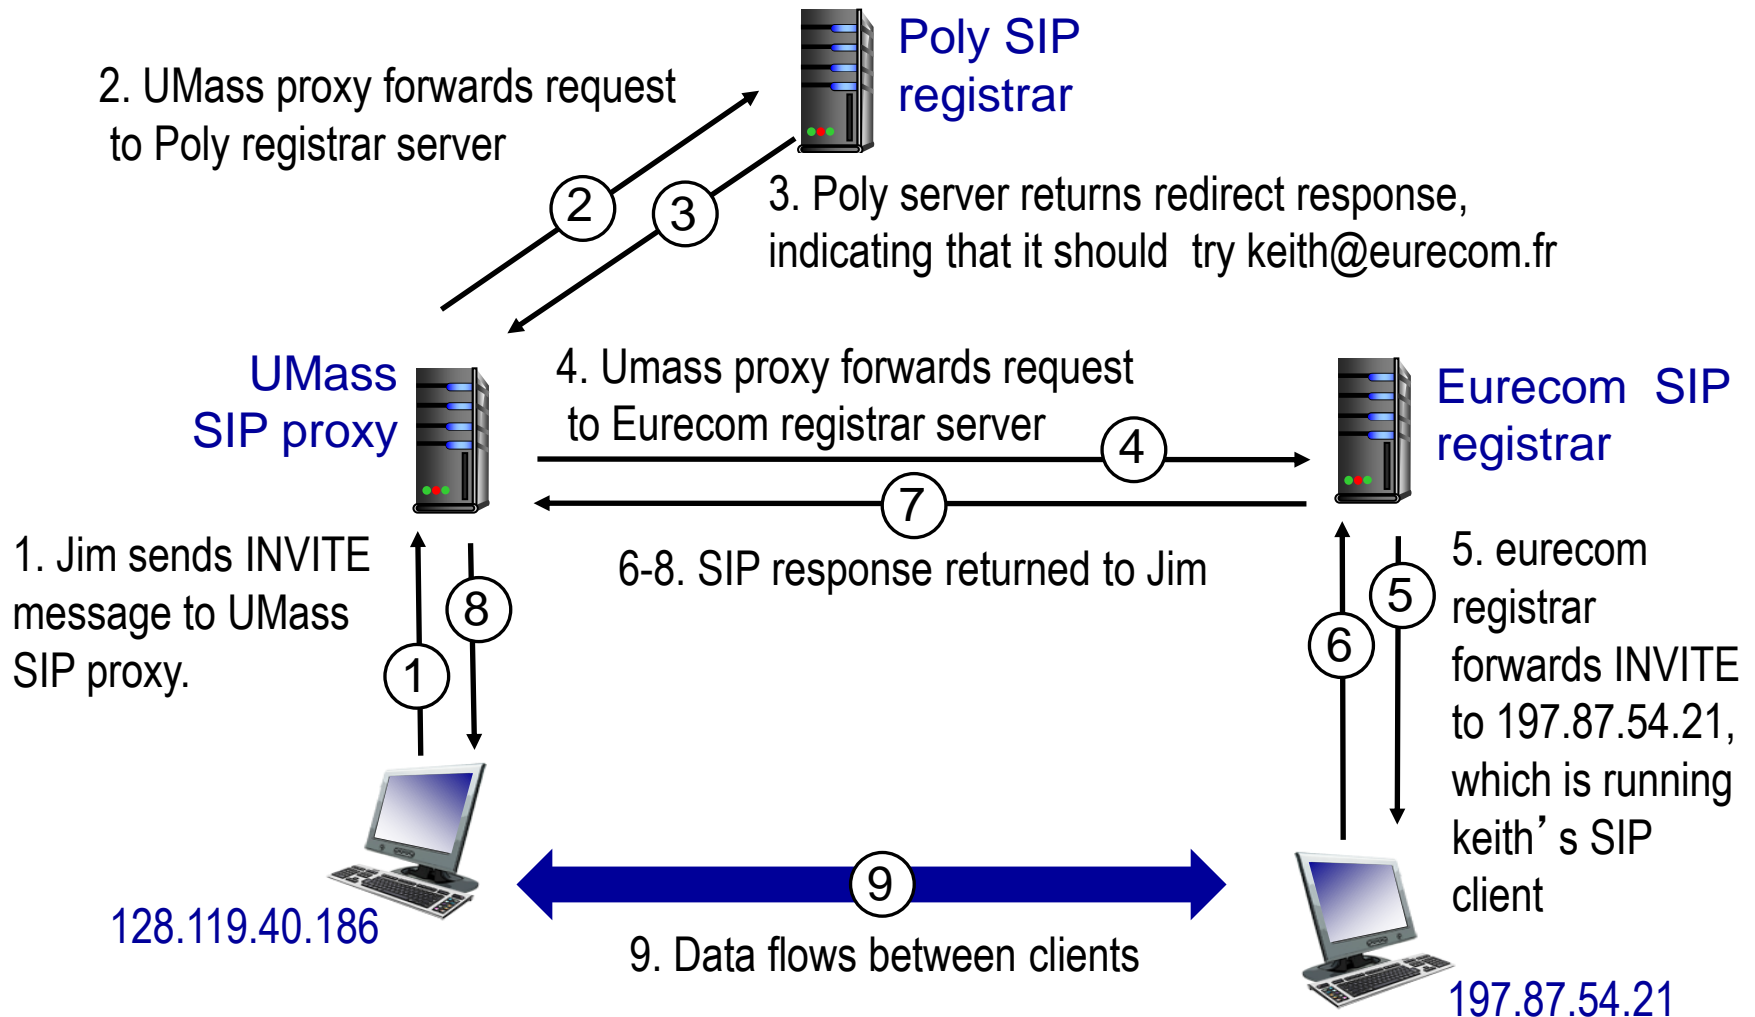 Poly SIP
registrar
2. UMass proxy forwards request
to Poly registrar server
2
3
3. Poly server returns redirect response,
indicating that it should  try keith@eurecom.fr
UMass
SIP proxy
4. Umass proxy forwards request
to Eurecom registrar server
4
Eurecom  SIP
registrar
7
1. Jim sends INVITE
message to UMass
SIP proxy.
8
1
6-8. SIP response returned to Jim
5
6
5. eurecom
registrar
forwards INVITE
to 197.87.54.21,
which is running
keith’ s SIP
client
9
128.119.40.186
9. Data flows between clients
197.87.54.21